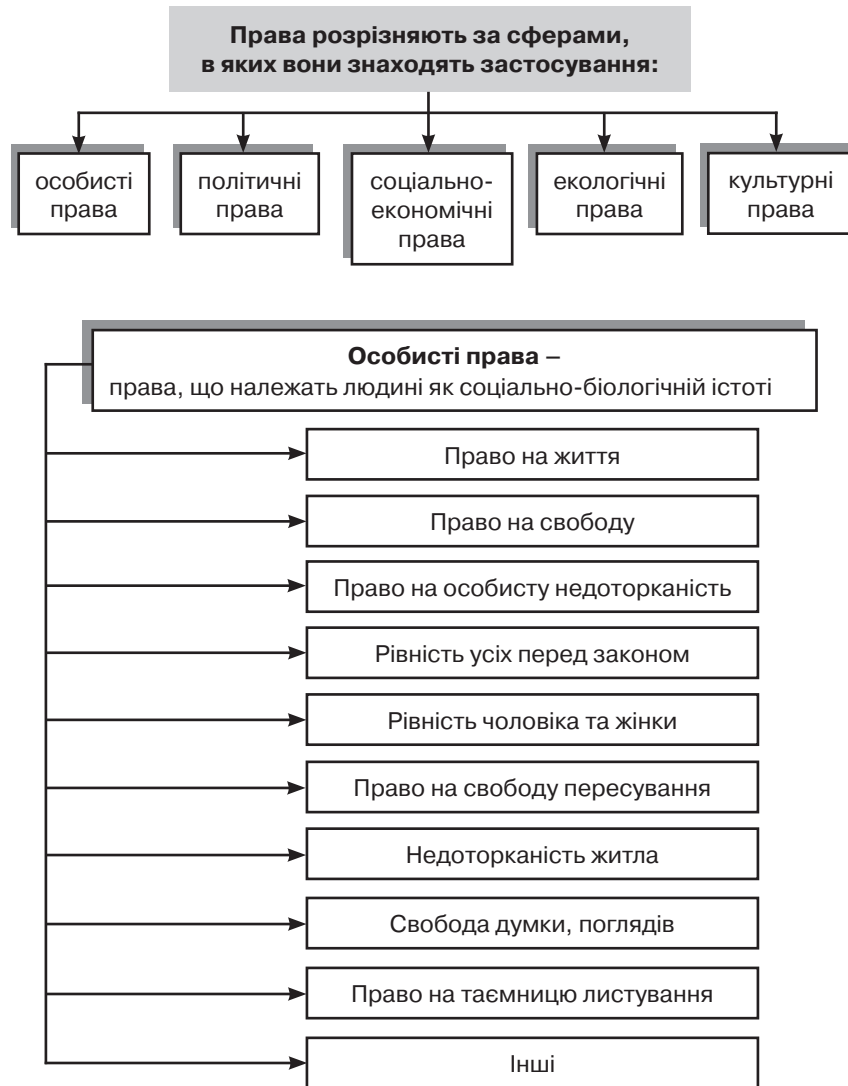 Права розрізняють за сферами,
в яких вони знаходять застосування:
особисті
права
політичні
права
соціально-
економічні
права
екологічні
права
культурні
права
Особисті права –
права, що належать людині як соціально-біологічній істоті
Право на життя
Право на свободу
Право на особисту недоторканість
Рівність усіх перед законом
Рівність чоловіка та жінки
Право на свободу пересування
Недоторканість житла
Свобода думки, поглядів
Право на таємницю листування
Інші